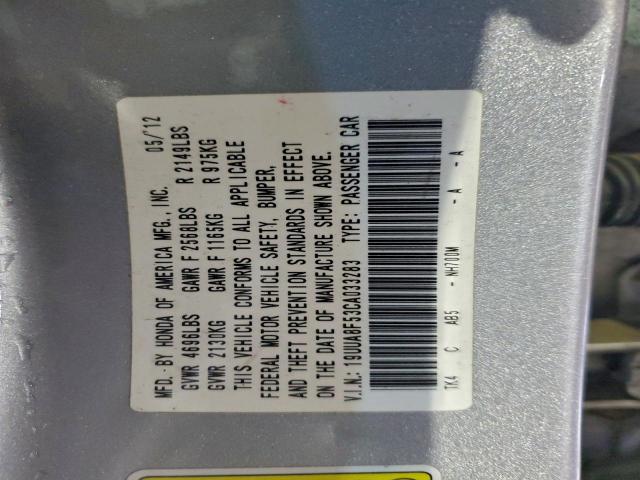 MFD. BY HONDA OF AMERICA MFG., INC. 05/'12
GVWR 4696LBS GAWR F 2568LBS R 2149LBS
GVWR 2130KG GAWR F 1165KG R 975KG
THIS VEHICLE CONFORMS TO ALL APPLICABLE
FEDERAL MOTOR VEHICLE SAFETY, BUMPER,
AND THEFT PREVENTION STANDARDS IN EFFECT
ON THE DATE OF MANUFACTURE SHOWN ABOVE.
V.I.N.: 19UUA8F53CA033283 TYPE: PASSENGER CAR
TK4 C AB5 - NH700M - A - A